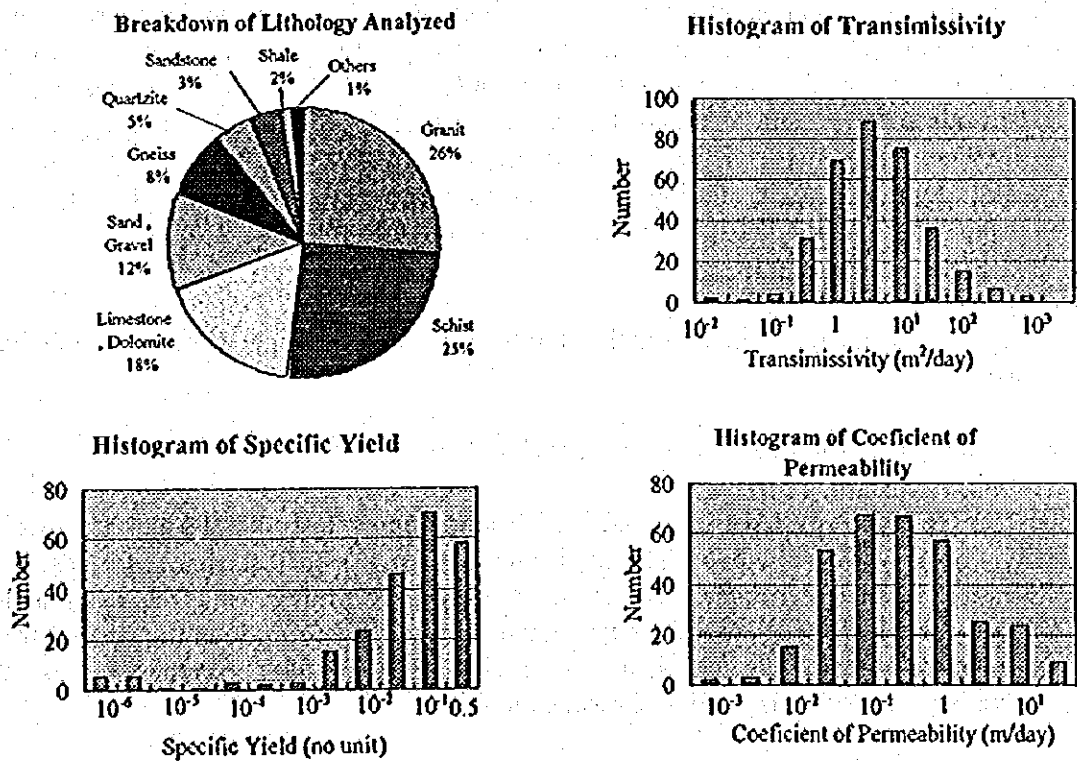 Breakdown of Lithology Analyzed
Sandstone
3%
Shale
2%
Others
1%
Quartzite
5%
Gneiss
8%
Sand,
Gravel
12%
Limestone
,Dolomite
18%
Granit
26%
Schist
25%
Histogram of Transimissivity
Number
100
80
60
40
20
0
10⁻² 10⁻¹ 1 10¹ 10² 10³
Transimissivity (m²/day)
Histogram of Specific Yield
Number
80
60
40
20
0
10⁻⁶ 10⁻⁵ 10⁻⁴ 10⁻³ 10⁻² 10⁻¹ 0.5
Specific Yield (no unit)
Histogram of Coeficient of
Permeability
Number
80
60
40
20
0
10⁻³ 10⁻² 10⁻¹ 1 10¹
Coeficient of Permeability (m/day)